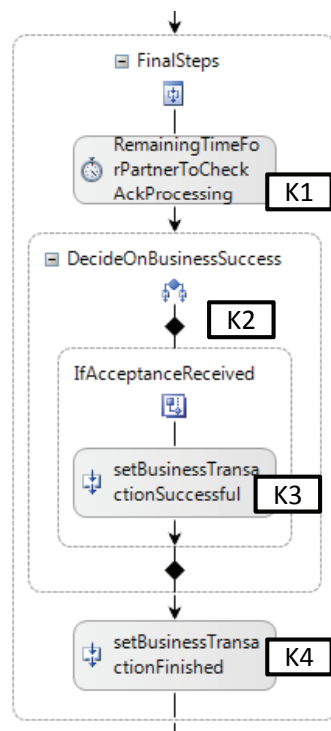 FinalSteps
RemainingTimeFo
rPartnerToCheck
AckProcessing
K1
DecideOnBusinessSuccess
K2
IfAcceptanceReceived
setBusinessTransa
ctionSuccessful
K3
setBusinessTransa
ctionFinished
K4